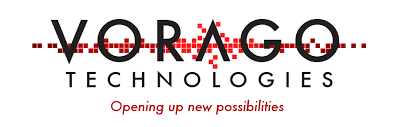 VORAGO
TECHNOLOGIES
Opening up new possibilities